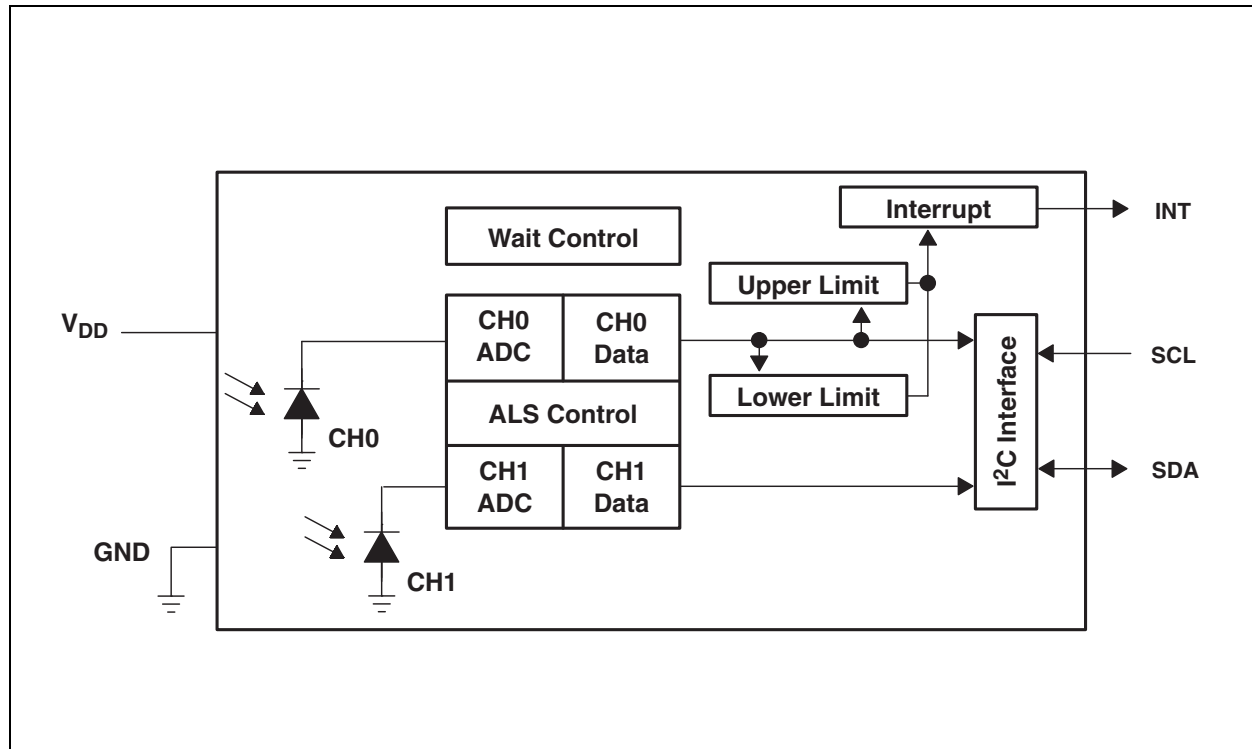 Interrupt
INT
Wait Control
Upper Limit
V_DD
CH0
ADC
CH0
Data
SCL
Lower Limit
ALS Control
CH0
I²C Interface
CH1
ADC
CH1
Data
SDA
GND
CH1